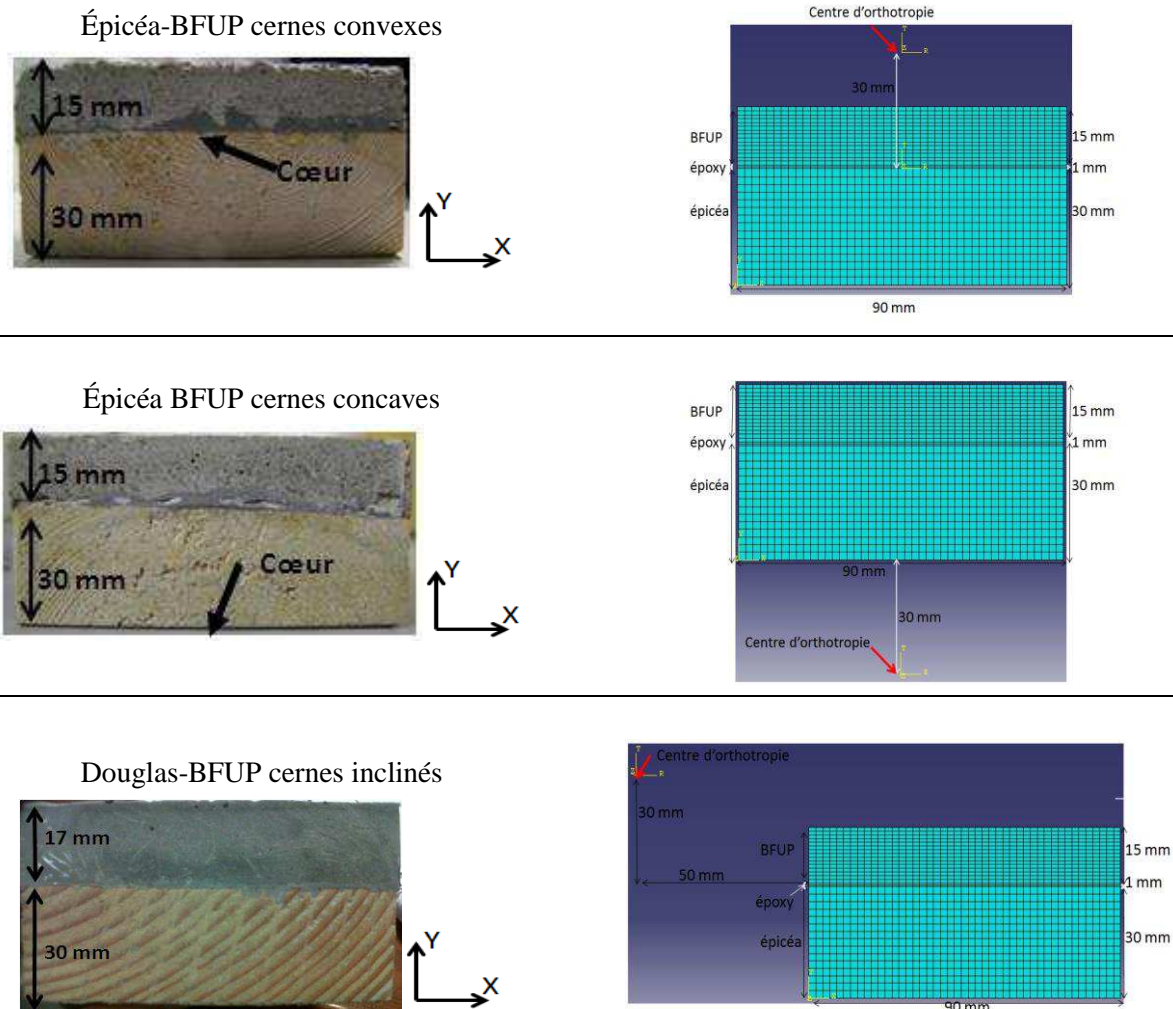 Épicéa-BFUP cernes convexes
15 mm
Cœur
30 mm
Y
X
Centre d'orthotropie
T
R
30 mm
BFUP
15 mm
T
époxy
R
1 mm
épicéa
30 mm
Y
R
90 mm
Épicéa BFUP cernes concaves
15 mm
Cœur
30 mm
Y
X
BFUP
15 mm
époxy
1 mm
épicéa
30 mm
R
90 mm
30 mm
Centre d'orthotropie
T
R
Douglas-BFUP cernes inclinés
17 mm
30 mm
Y
X
T
Centre d'orthotropie
R
30 mm
BFUP
15 mm
50 mm
1 mm
époxy
épicéa
30 mm
R
90 mm